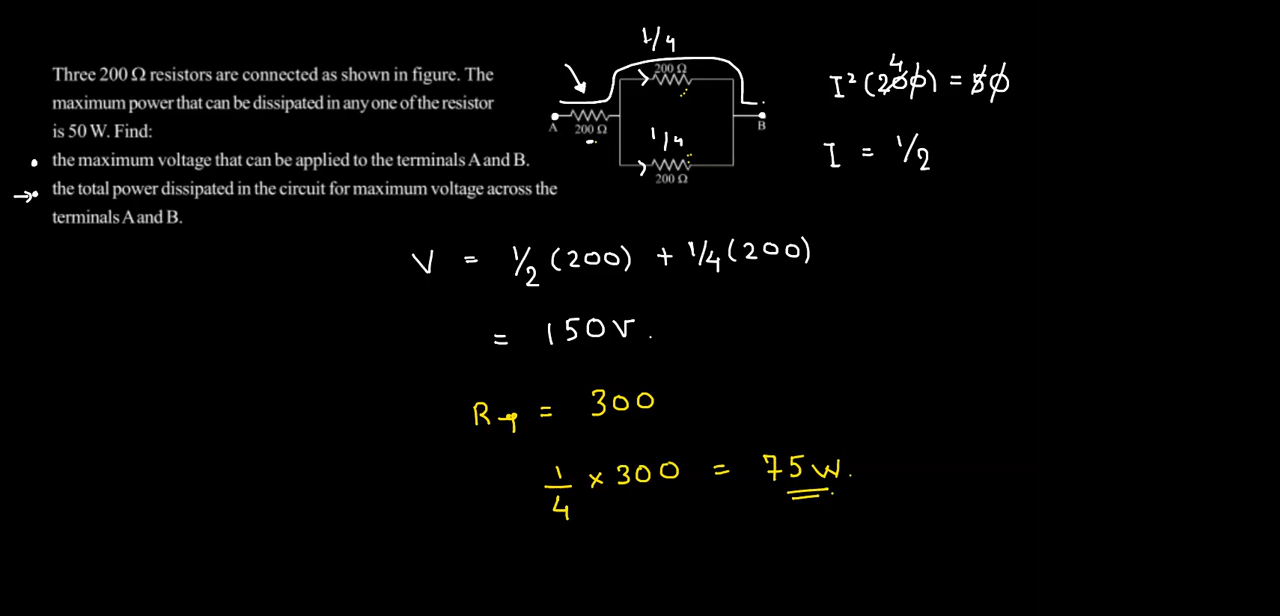 Three 200 Ω resistors are connected as shown in figure. The
maximum power that can be dissipated in any one of the resistor
is 50 W. Find:
• the maximum voltage that can be applied to the terminals A and B.
→• the total power dissipated in the circuit for maximum voltage across the
terminals A and B.
1/4
200 Ω
A
200 Ω
B
1/4
200 Ω
I² (200) = 50
4
I = 1/2
V = 1/2 (200) + 1/4 (200)
= 150V.
Req = 300
1/4 × 300 = 75W.